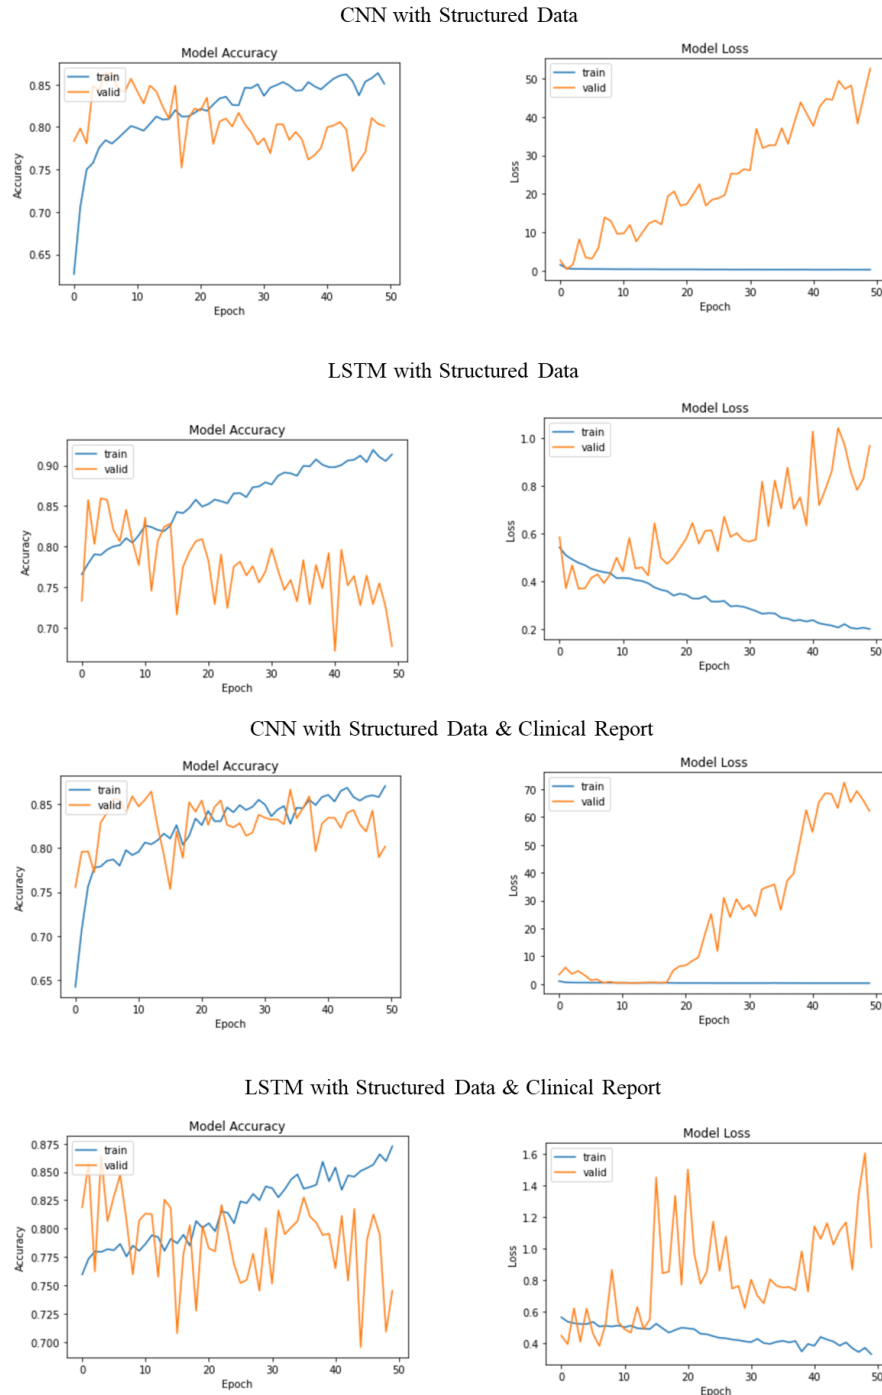 CNN with Structured Data
Model Accuracy
train
valid
0.85
0.80
0.75
0.70
0.65
Accuracy
0 10 20 30 40 50
Epoch
Model Loss
train
valid
50
40
30
20
10
0
Loss
0 10 20 30 40 50
Epoch
LSTM with Structured Data
Model Accuracy
train
valid
0.90
0.85
0.80
0.75
0.70
Accuracy
0 10 20 30 40 50
Epoch
Model Loss
train
valid
1.0
0.8
0.6
0.4
0.2
Loss
0 10 20 30 40 50
Epoch
CNN with Structured Data & Clinical Report
Model Accuracy
train
valid
0.85
0.80
0.75
0.70
0.65
Accuracy
0 10 20 30 40 50
Epoch
Model Loss
train
valid
70
60
50
40
30
20
10
0
Loss
0 10 20 30 40 50
Epoch
LSTM with Structured Data & Clinical Report
Model Accuracy
train
valid
0.875
0.850
0.825
0.800
0.775
0.750
0.725
0.700
Accuracy
0 10 20 30 40 50
Epoch
Model Loss
train
valid
1.6
1.4
1.2
1.0
0.8
0.6
0.4
Loss
0 10 20 30 40 50
Epoch